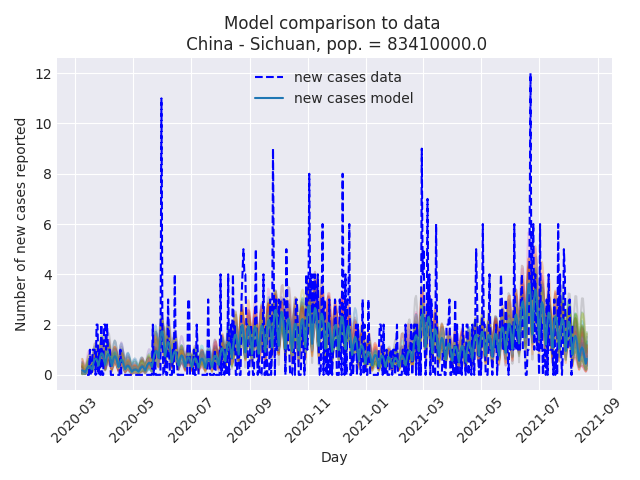 Model comparison to data
China - Sichuan, pop. = 83410000.0
new cases data
new cases model
Number of new cases reported
12
10
8
6
4
2
0
2020-03
2020-05
2020-07
2020-09
2020-11
2021-01
2021-03
2021-05
2021-07
2021-09
Day